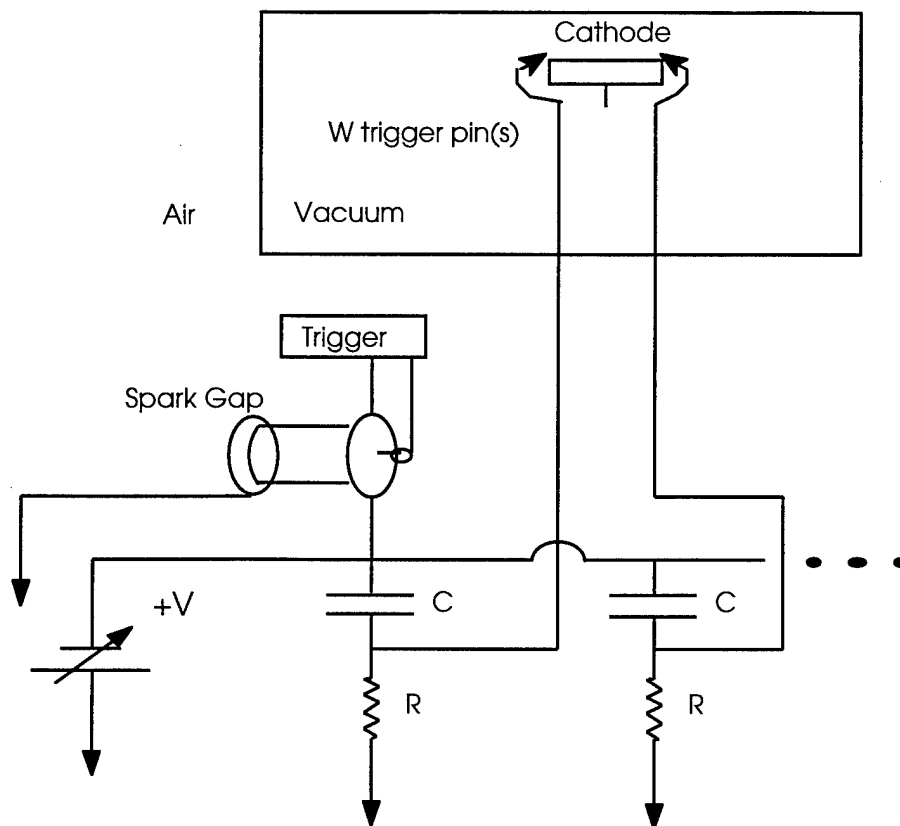 Cathode
W trigger pin(s)
Air
Vacuum
Trigger
Spark Gap
+V
C
C
R
R